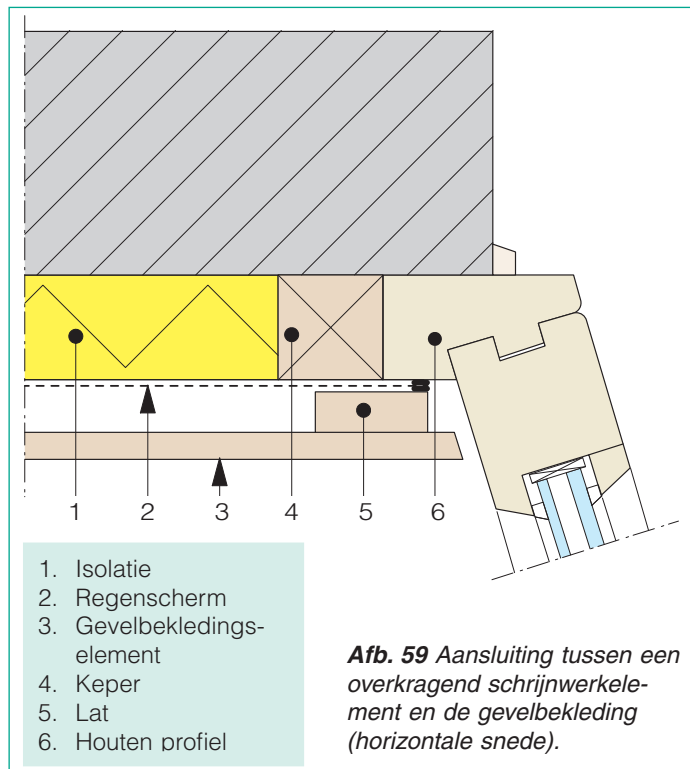 1 2 3 4 5 6
1. Isolatie
2. Regenscherm
3. Gevelbekledings-
element
4. Keper
5. Lat
6. Houten profiel
Afb. 59 Aansluiting tussen een
overkragend schrijnwerkele-
ment en de gevelbekleding
(horizontale snede).